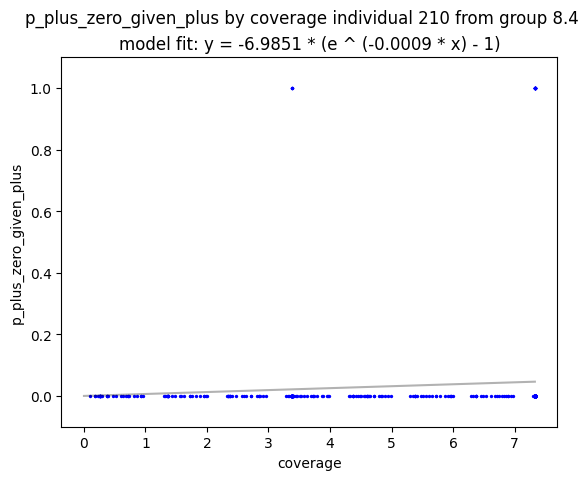 p_plus_zero_given_plus by coverage individual 210 from group 8.4
model fit: y = -6.9851 * (e ^ (-0.0009 * x) - 1)
1.0
0.8
0.6
0.4
0.2
0.0
p_plus_zero_given_plus
0 1 2 3 4 5 6 7
coverage